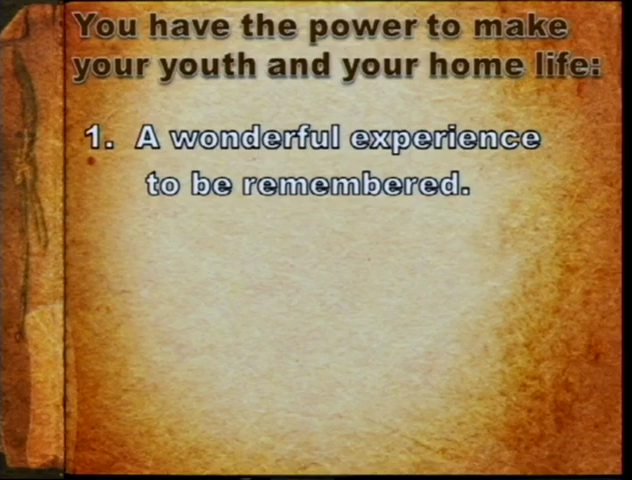 You have the power to make
your youth and your home life:
1. A wonderful experience
to be remembered.